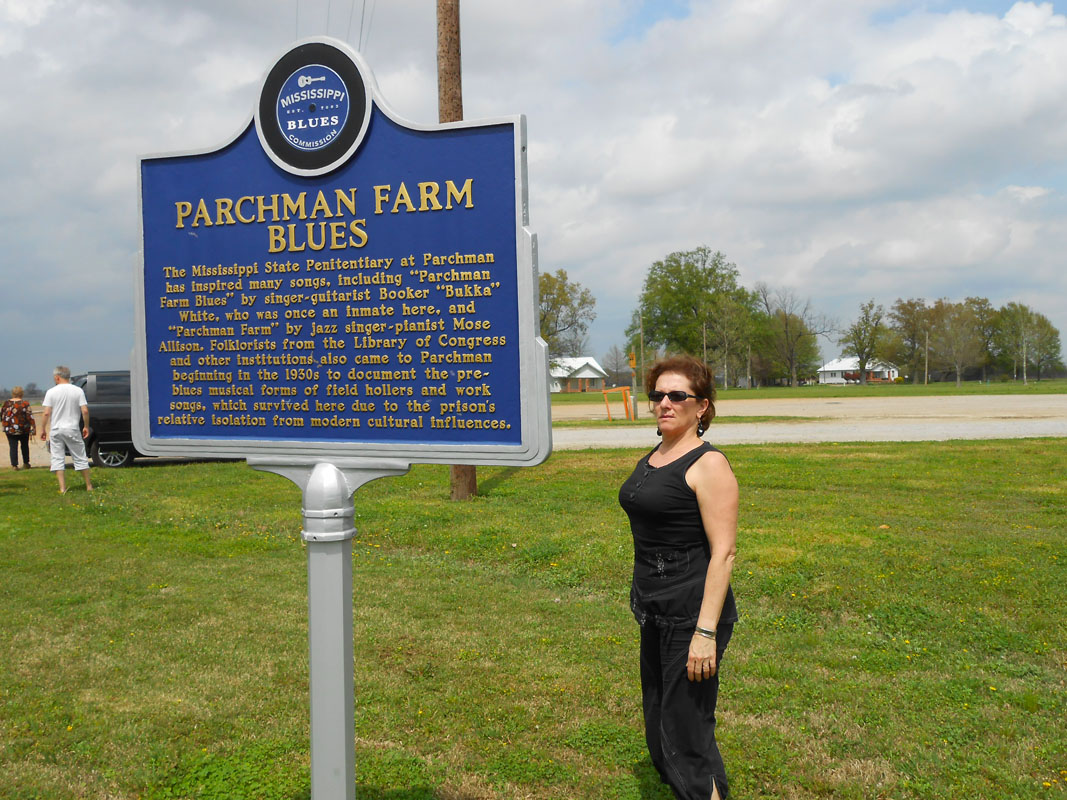 MISSISSIPPI
EST. 2003
BLUES
COMMISSION
PARCHMAN FARM
BLUES
The Mississippi State Penitentiary at Parchman
has inspired many songs, including “Parchman
Farm Blues” by singer-guitarist Booker “Bukka”
White, who was once an inmate here, and
“Parchman Farm” by jazz singer-pianist Mose
Allison. Folklorists from the Library of Congress
and other institutions also came to Parchman
beginning in the 1930s to document the pre-
blues musical forms of field hollers and work
songs, which survived here due to the prison’s
relative isolation from modern cultural influences.